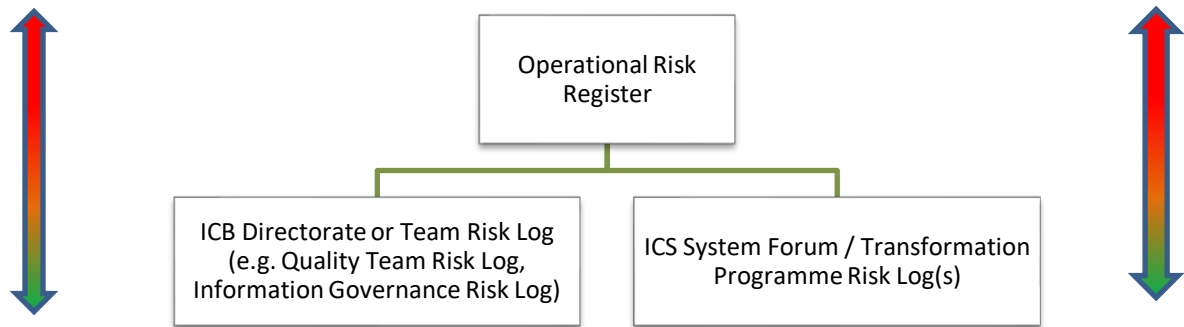 Operational Risk
Register
ICB Directorate or Team Risk Log
(e.g. Quality Team Risk Log,
Information Governance Risk Log)
ICS System Forum / Transformation
Programme Risk Log(s)